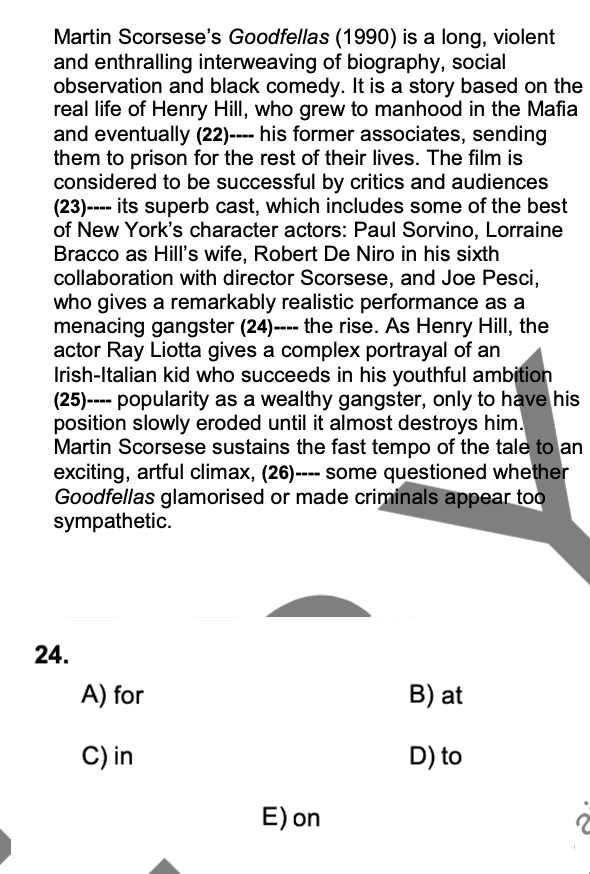 Martin Scorsese’s Goodfellas (1990) is a long, violent
and enthralling interweaving of biography, social
observation and black comedy. It is a story based on the
real life of Henry Hill, who grew to manhood in the Mafia
and eventually (22)---- his former associates, sending
them to prison for the rest of their lives. The film is
considered to be successful by critics and audiences
(23)---- its superb cast, which includes some of the best
of New York’s character actors: Paul Sorvino, Lorraine
Bracco as Hill’s wife, Robert De Niro in his sixth
collaboration with director Scorsese, and Joe Pesci,
who gives a remarkably realistic performance as a
menacing gangster (24)---- the rise. As Henry Hill, the
actor Ray Liotta gives a complex portrayal of an
Irish-Italian kid who succeeds in his youthful ambition
(25)---- popularity as a wealthy gangster, only to have his
position slowly eroded until it almost destroys him.
Martin Scorsese sustains the fast tempo of the tale to an
exciting, artful climax, (26)---- some questioned whether
Goodfellas glamorised or made criminals appear too
sympathetic.
24.
A) for
B) at
C) in
D) to
E) on